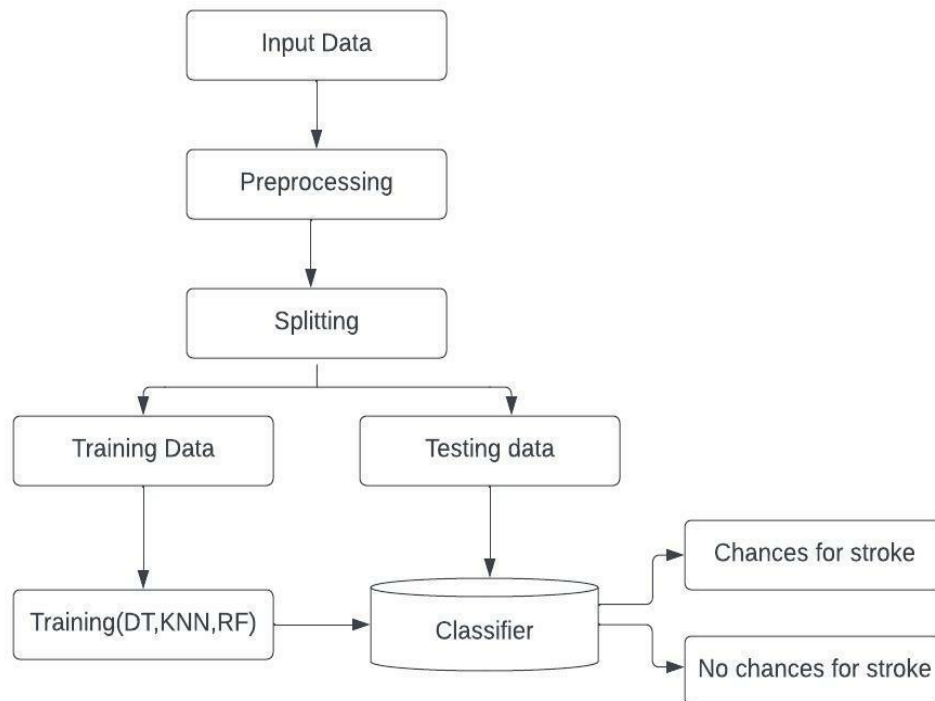 Input Data
Preprocessing
Splitting
Training Data
Testing data
Chances for stroke
Training(DT,KNN,RF)
Classifier
No chances for stroke